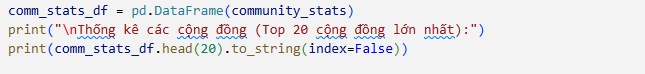 comm_stats_df = pd.DataFrame(community_stats)
print("\nThống kê các cộng đồng (Top 20 cộng đồng lớn nhất):")
print(comm_stats_df.head(20).to_string(index=False))